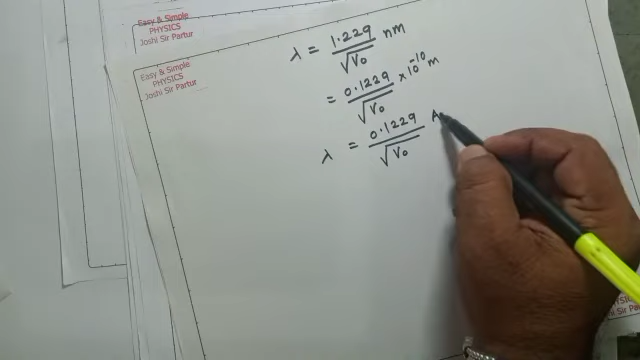 Easy & Simple
PHYSICS
Joshi Sir Partur
Easy & Simple
PHYSICS
Joshi Sir Partur
λ = 1.229/√V₀ nm
= 0.1229/√V₀ × 10⁻¹⁰ m
λ = 0.1229/√V₀ A